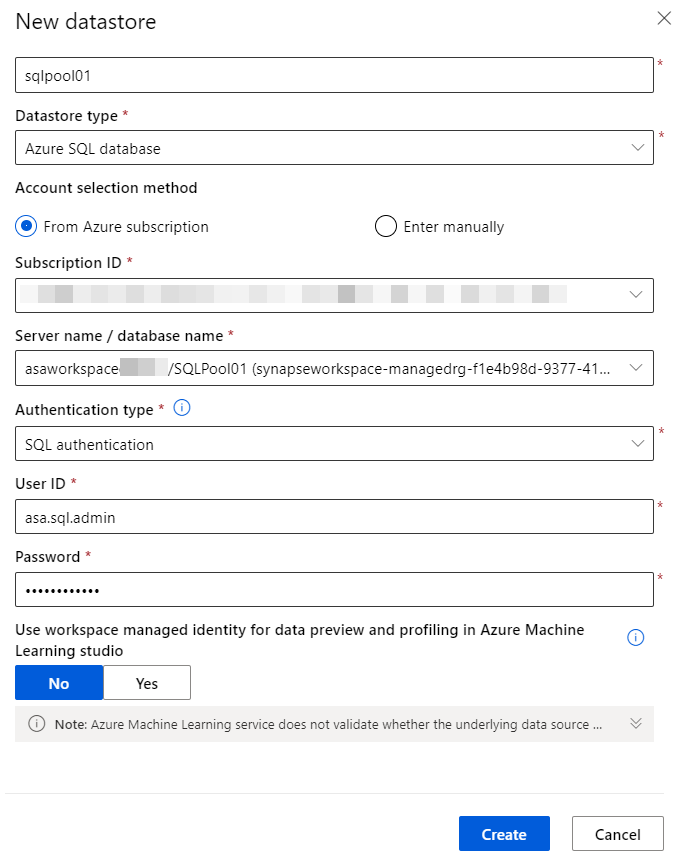 New datastore
sqlpool01
*
Datastore type *
Azure SQL database
*
Account selection method
From Azure subscription
Enter manually
Subscription ID *
Server name / database name *
asaworkspace /SQLPool01 (synapseworkspace-managedrg-f1e4b98d-9377-41...
Authentication type *
SQL authentication
*
User ID *
asa.sql.admin
*
Password *
••••••••••••
*
Use workspace managed identity for data preview and profiling in Azure Machine
Learning studio
No
Yes
Note: Azure Machine Learning service does not validate whether the underlying data source ...
Create
Cancel